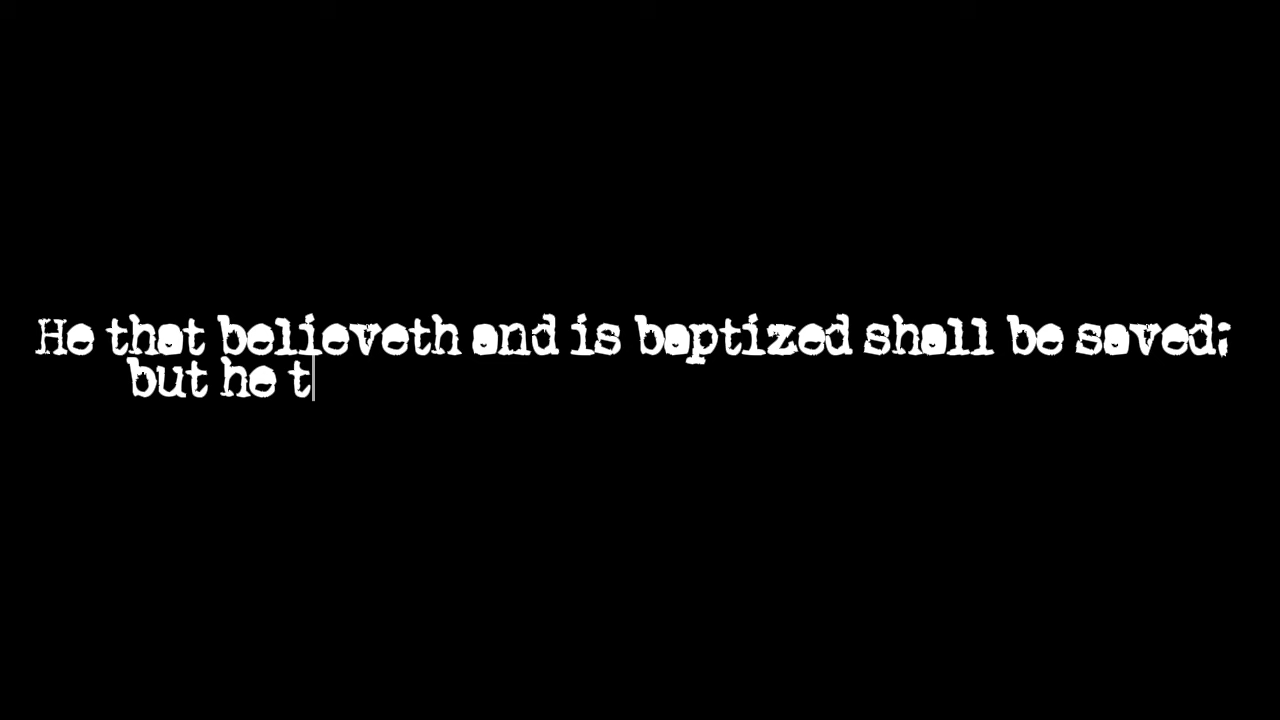 He that believeth and is baptized shall be saved;
but he t